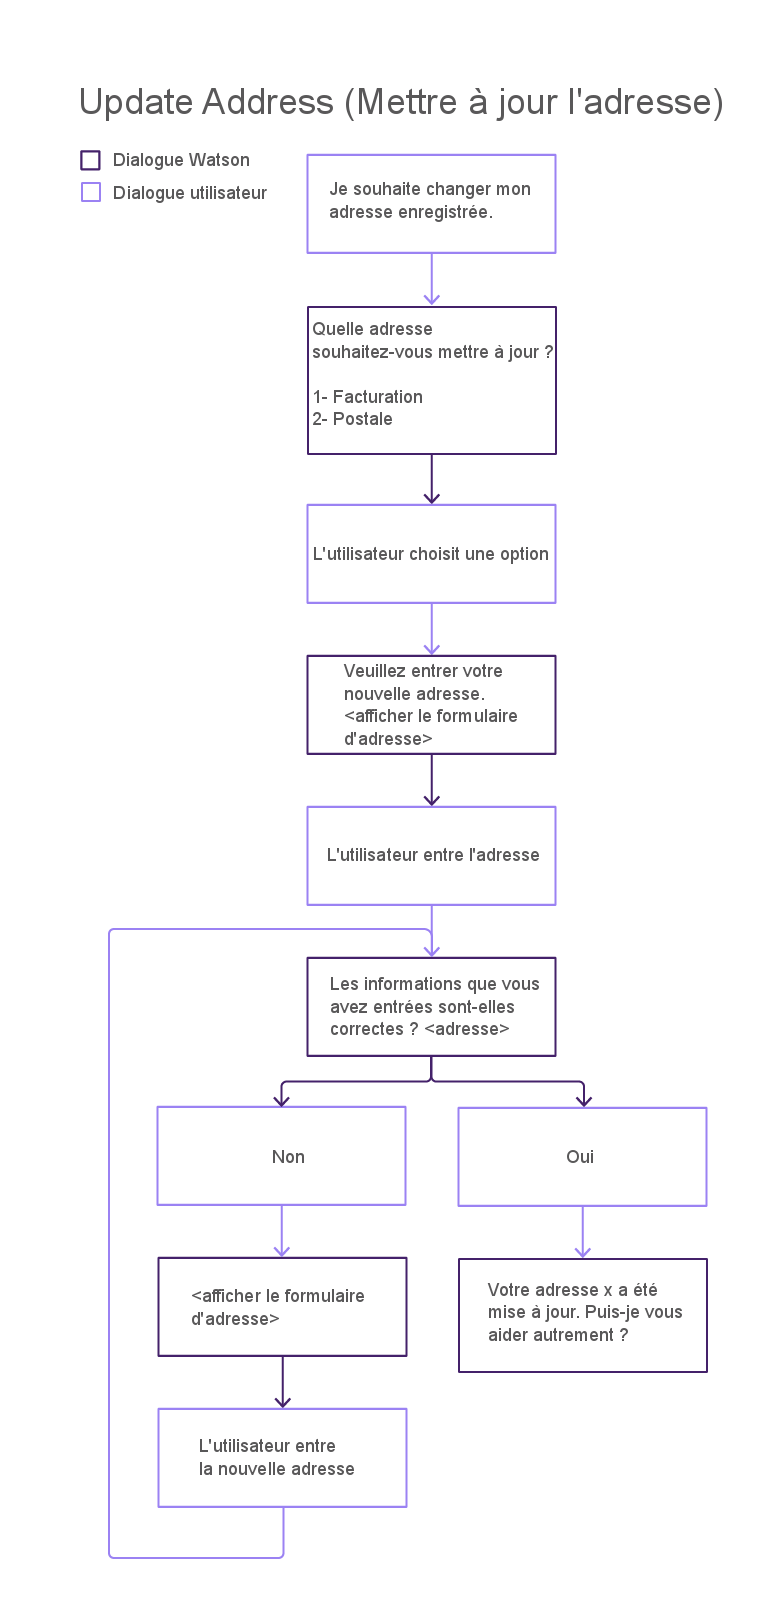 Update Address (Mettre à jour l'adresse)
Dialogue Watson
Dialogue utilisateur
Je souhaite changer mon
adresse enregistrée.
Quelle adresse
souhaitez-vous mettre à jour ?
1- Facturation
2- Postale
L'utilisateur choisit une option
Veuillez entrer votre
nouvelle adresse.
<afficher le formulaire
d'adresse>
L'utilisateur entre l'adresse
Les informations que vous
avez entrées sont-elles
correctes ? <adresse>
Non
Oui
<afficher le formulaire
d'adresse>
Votre adresse x a été
mise à jour. Puis-je vous
aider autrement ?
L'utilisateur entre
la nouvelle adresse